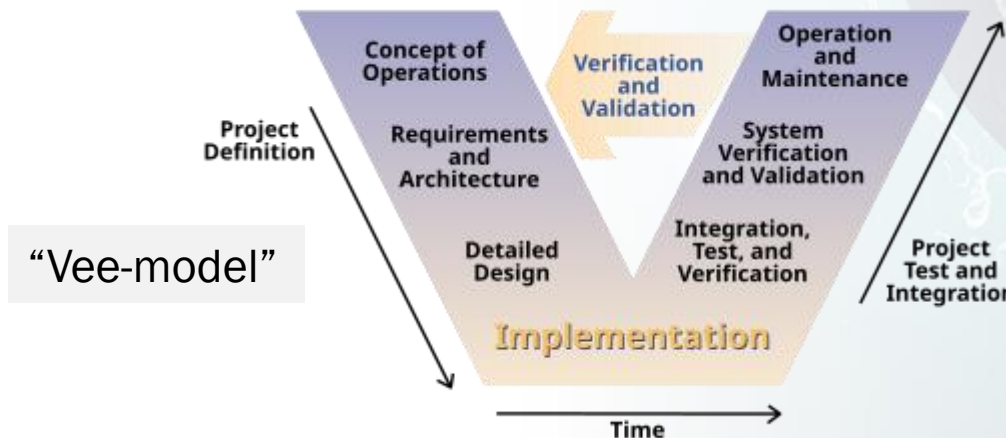 Concept of
Operations
Verification
and
Validation
Operation
and
Maintenance
Project
Definition
Requirements
and
Architecture
System
Verification
and Validation
“Vee-model”
Detailed
Design
Integration,
Test, and
Verification
Project
Test and
Integration
Implementation
Time